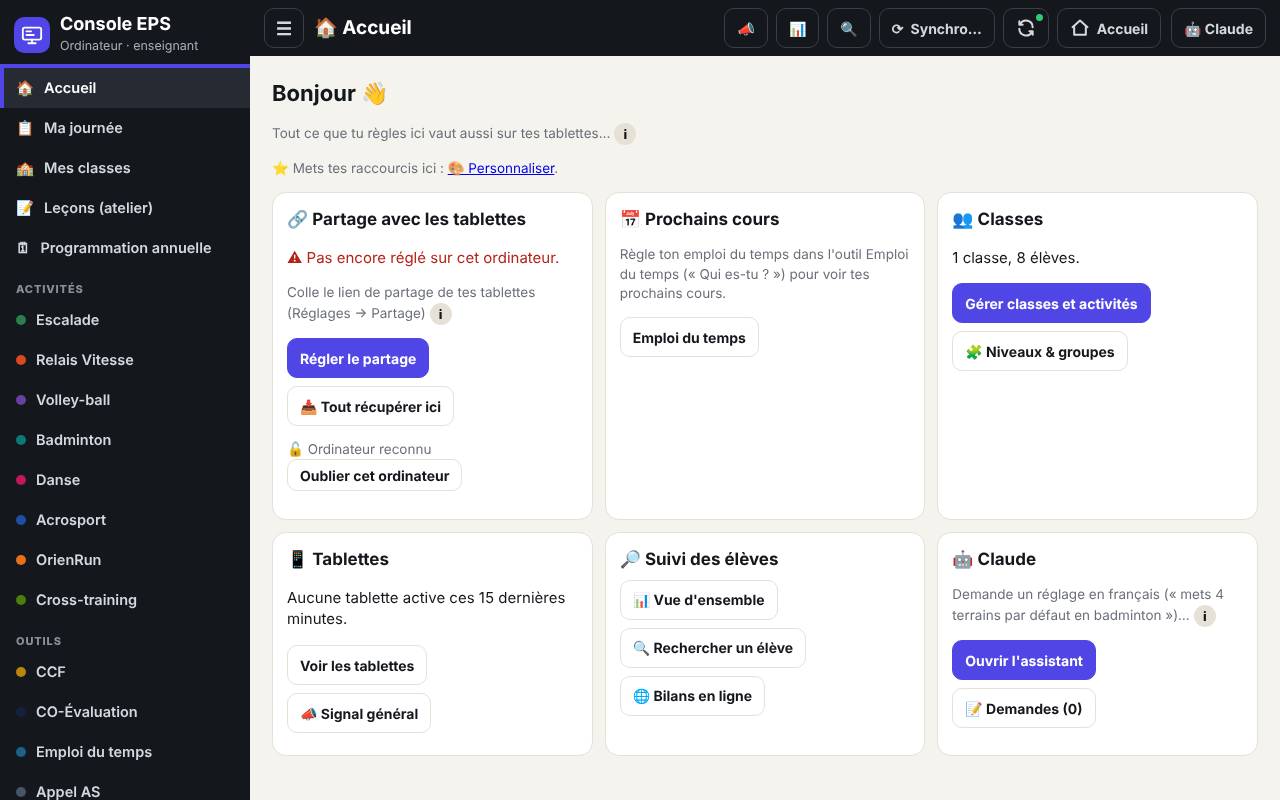 Console EPS
Ordinateur · enseignant
Accueil
Ma journée
Mes classes
Leçons (atelier)
Programmation annuelle
ACTIVITÉS
Escalade
Relais Vitesse
Volley-ball
Badminton
Danse
Acrosport
OrienRun
Cross-training
OUTILS
CCF
CO-Évaluation
Emploi du temps
Appel AS
Accueil
Synchro...
Accueil
Claude
Bonjour
Tout ce que tu règles ici vaut aussi sur tes tablettes... i
Mets tes raccourcis ici : Personnaliser.
Partage avec les tablettes
Pas encore réglé sur cet ordinateur.
Colle le lien de partage de tes tablettes
(Réglages → Partage) i
Régler le partage
Tout récupérer ici
Ordinateur reconnu
Oublier cet ordinateur
Prochains cours
Règle ton emploi du temps dans l'outil Emploi
du temps (« Qui es-tu ? ») pour voir tes
prochains cours.
Emploi du temps
Classes
1 classe, 8 élèves.
Gérer classes et activités
Niveaux & groupes
Tablettes
Aucune tablette active ces 15 dernières
minutes.
Voir les tablettes
Signal général
Suivi des élèves
Vue d'ensemble
Rechercher un élève
Bilans en ligne
Claude
Demande un réglage en français (« mets 4
terrains par défaut en badminton »)... i
Ouvrir l'assistant
Demandes (0)